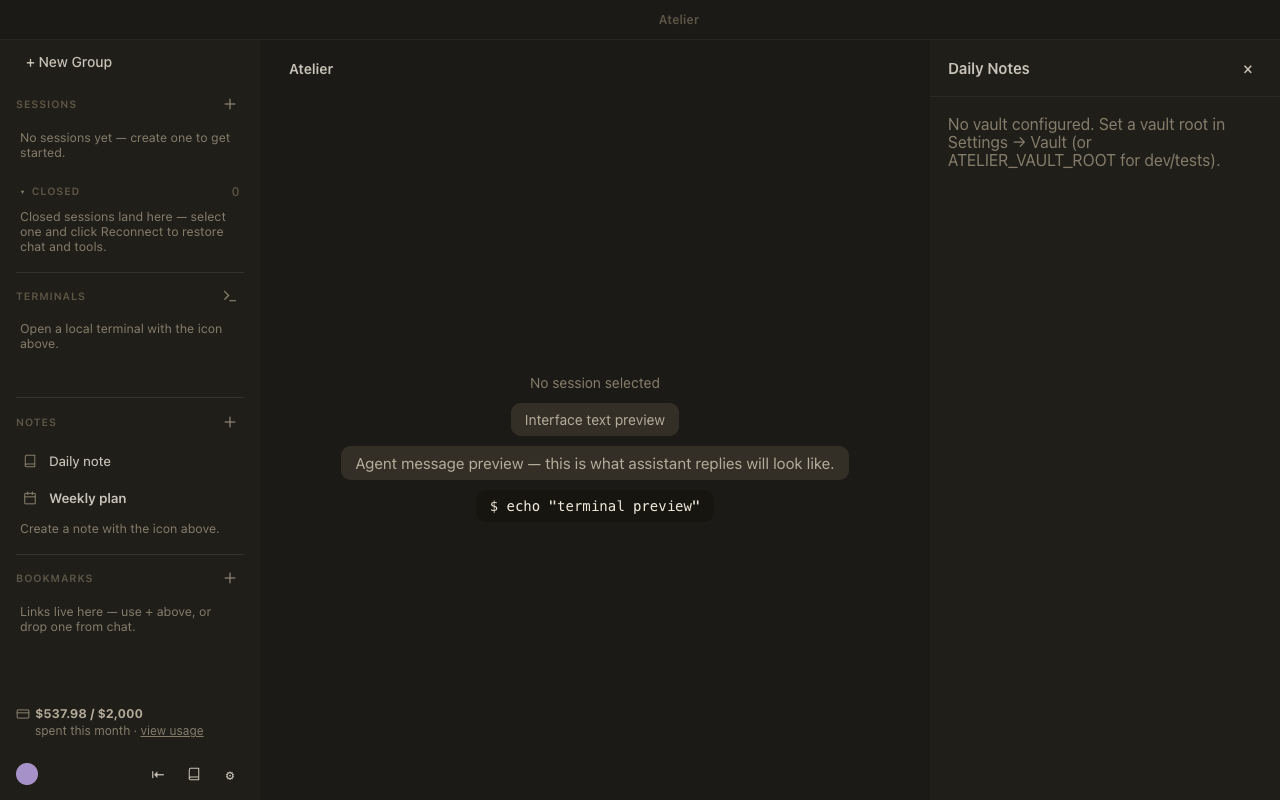 Atelier
+ New Group
SESSIONS
No sessions yet — create one to get
started.
CLOSED 0
Closed sessions land here — select
one and click Reconnect to restore
chat and tools.
TERMINALS
Open a local terminal with the icon
above.
NOTES
Daily note
Weekly plan
Create a note with the icon above.
BOOKMARKS
Links live here — use + above, or
drop one from chat.
$537.98 / $2,000
spent this month · view usage
Atelier
No session selected
Interface text preview
Agent message preview — this is what assistant replies will look like.
$ echo "terminal preview"
Daily Notes
No vault configured. Set a vault root in
Settings → Vault (or
ATELIER_VAULT_ROOT for dev/tests).